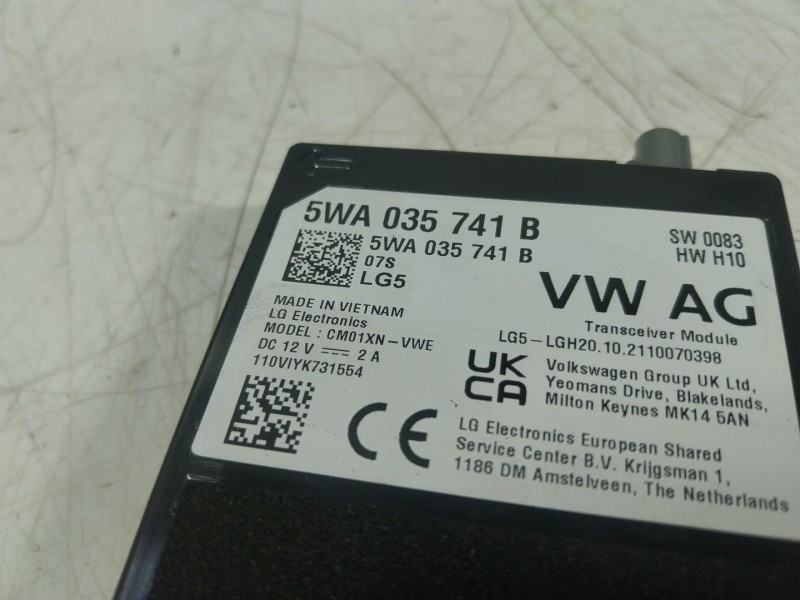 5WA 035 741 B
5WA 035 741 B
07S
LG5
SW 0083
HW H10
VW AG
Transceiver Module
LG5-LGH20.10.2110070398
MADE IN VIETNAM
LG Electronics
MODEL : CM01XN-VWE
DC 12 V ⎓ 2 A
110VIYK731554
UK
CA
Volkswagen Group UK Ltd,
Yeomans Drive, Blakelands,
Milton Keynes MK14 5AN
CE
LG Electronics European Shared
Service Center B.V. Krijgsman 1,
1186 DM Amstelveen, The Netherlands